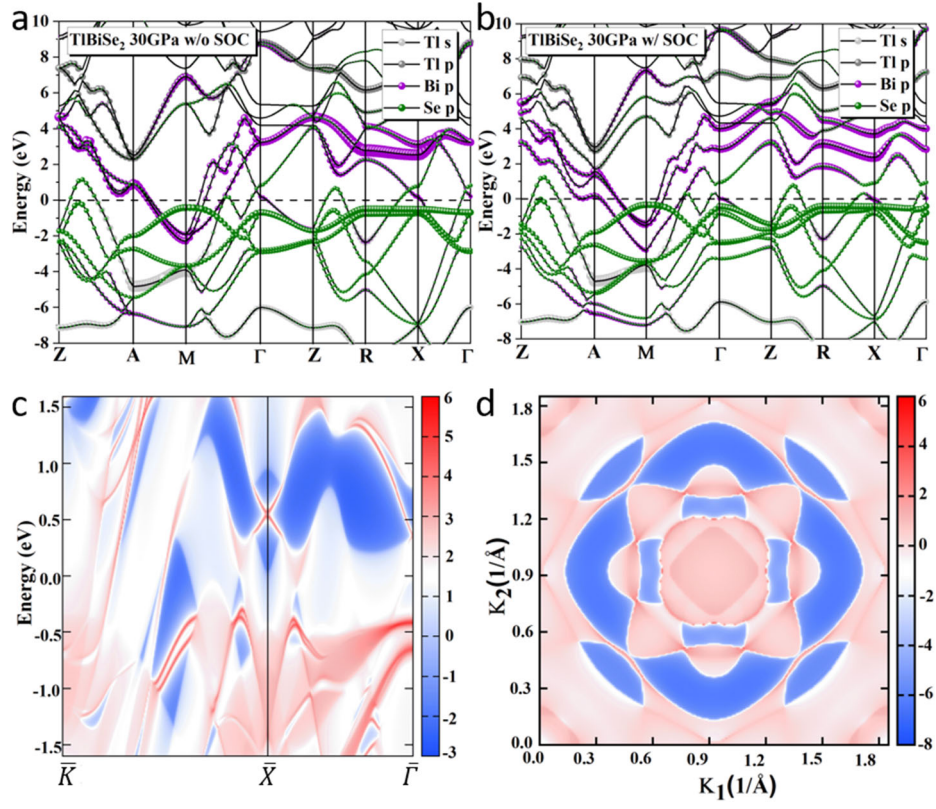 a
TlBiSe2 30GPa w/o SOC
Tl s
Tl p
Bi p
Se p
10
8
6
4
2
0
-2
-4
-6
-8
Energy (eV)
Z A M Γ Z R X Γ
b
TlBiSe2 30GPa w/ SOC
Tl s
Tl p
Bi p
Se p
10
8
6
4
2
0
-2
-4
-6
-8
Energy (eV)
Z A M Γ Z R X Γ
c
1.5
1.0
0.5
0.0
-0.5
-1.0
-1.5
Energy (eV)
K̅ X̅ Γ̅
6
5
4
3
2
1
0
-1
-2
-3
d
1.8
1.5
1.2
0.9
0.6
0.3
0.0
K2(1/Å)
0.0 0.3 0.6 0.9 1.2 1.5 1.8
K1(1/Å)
6
4
2
0
-2
-4
-6
-8